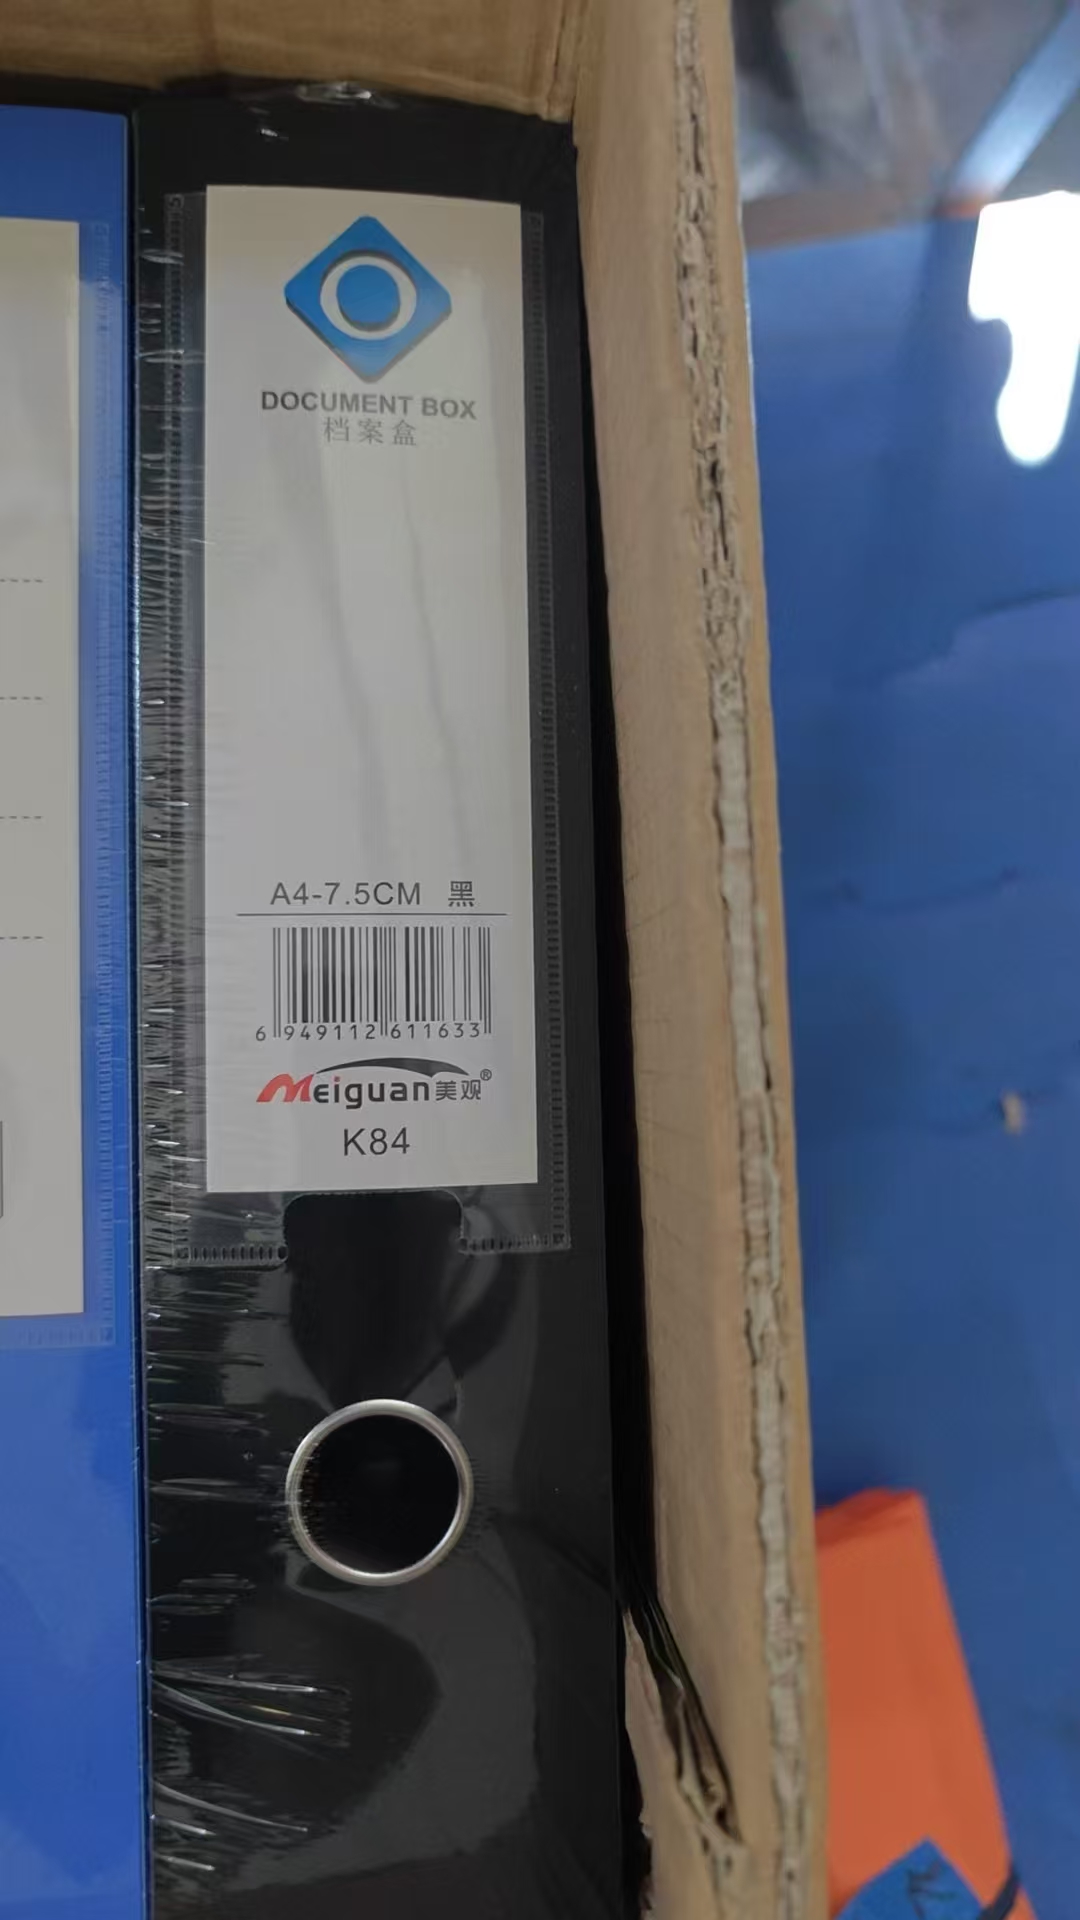 DOCUMENT BOX
档案盒
A4-7.5CM 黑
6 949112 611633
Meiguan美观®
K84